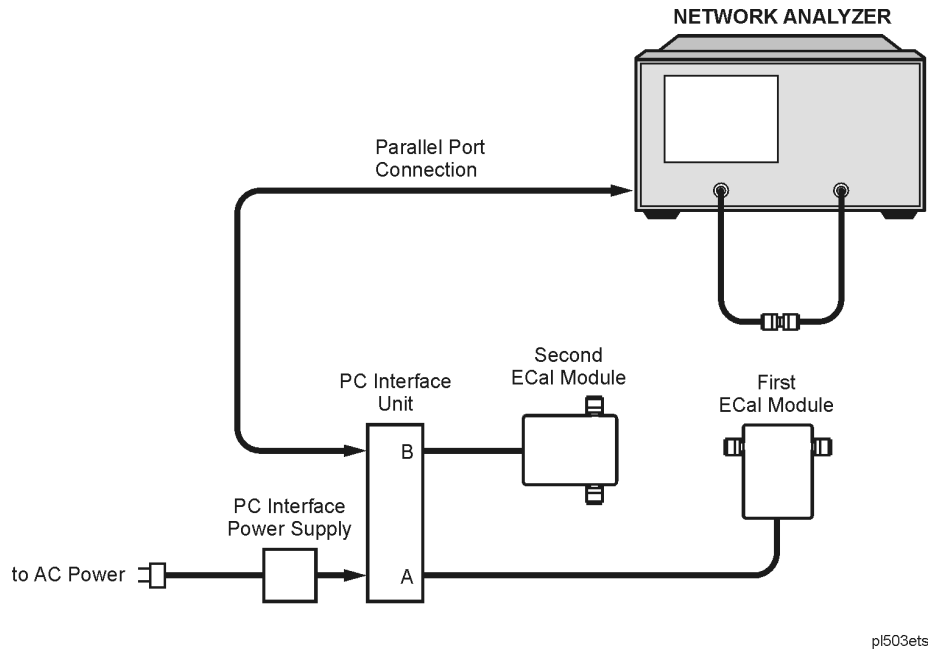 NETWORK ANALYZER
Parallel Port
Connection
Second
ECal Module
PC Interface
Unit
First
ECal Module
B
PC Interface
Power Supply
to AC Power
A
pl503ets